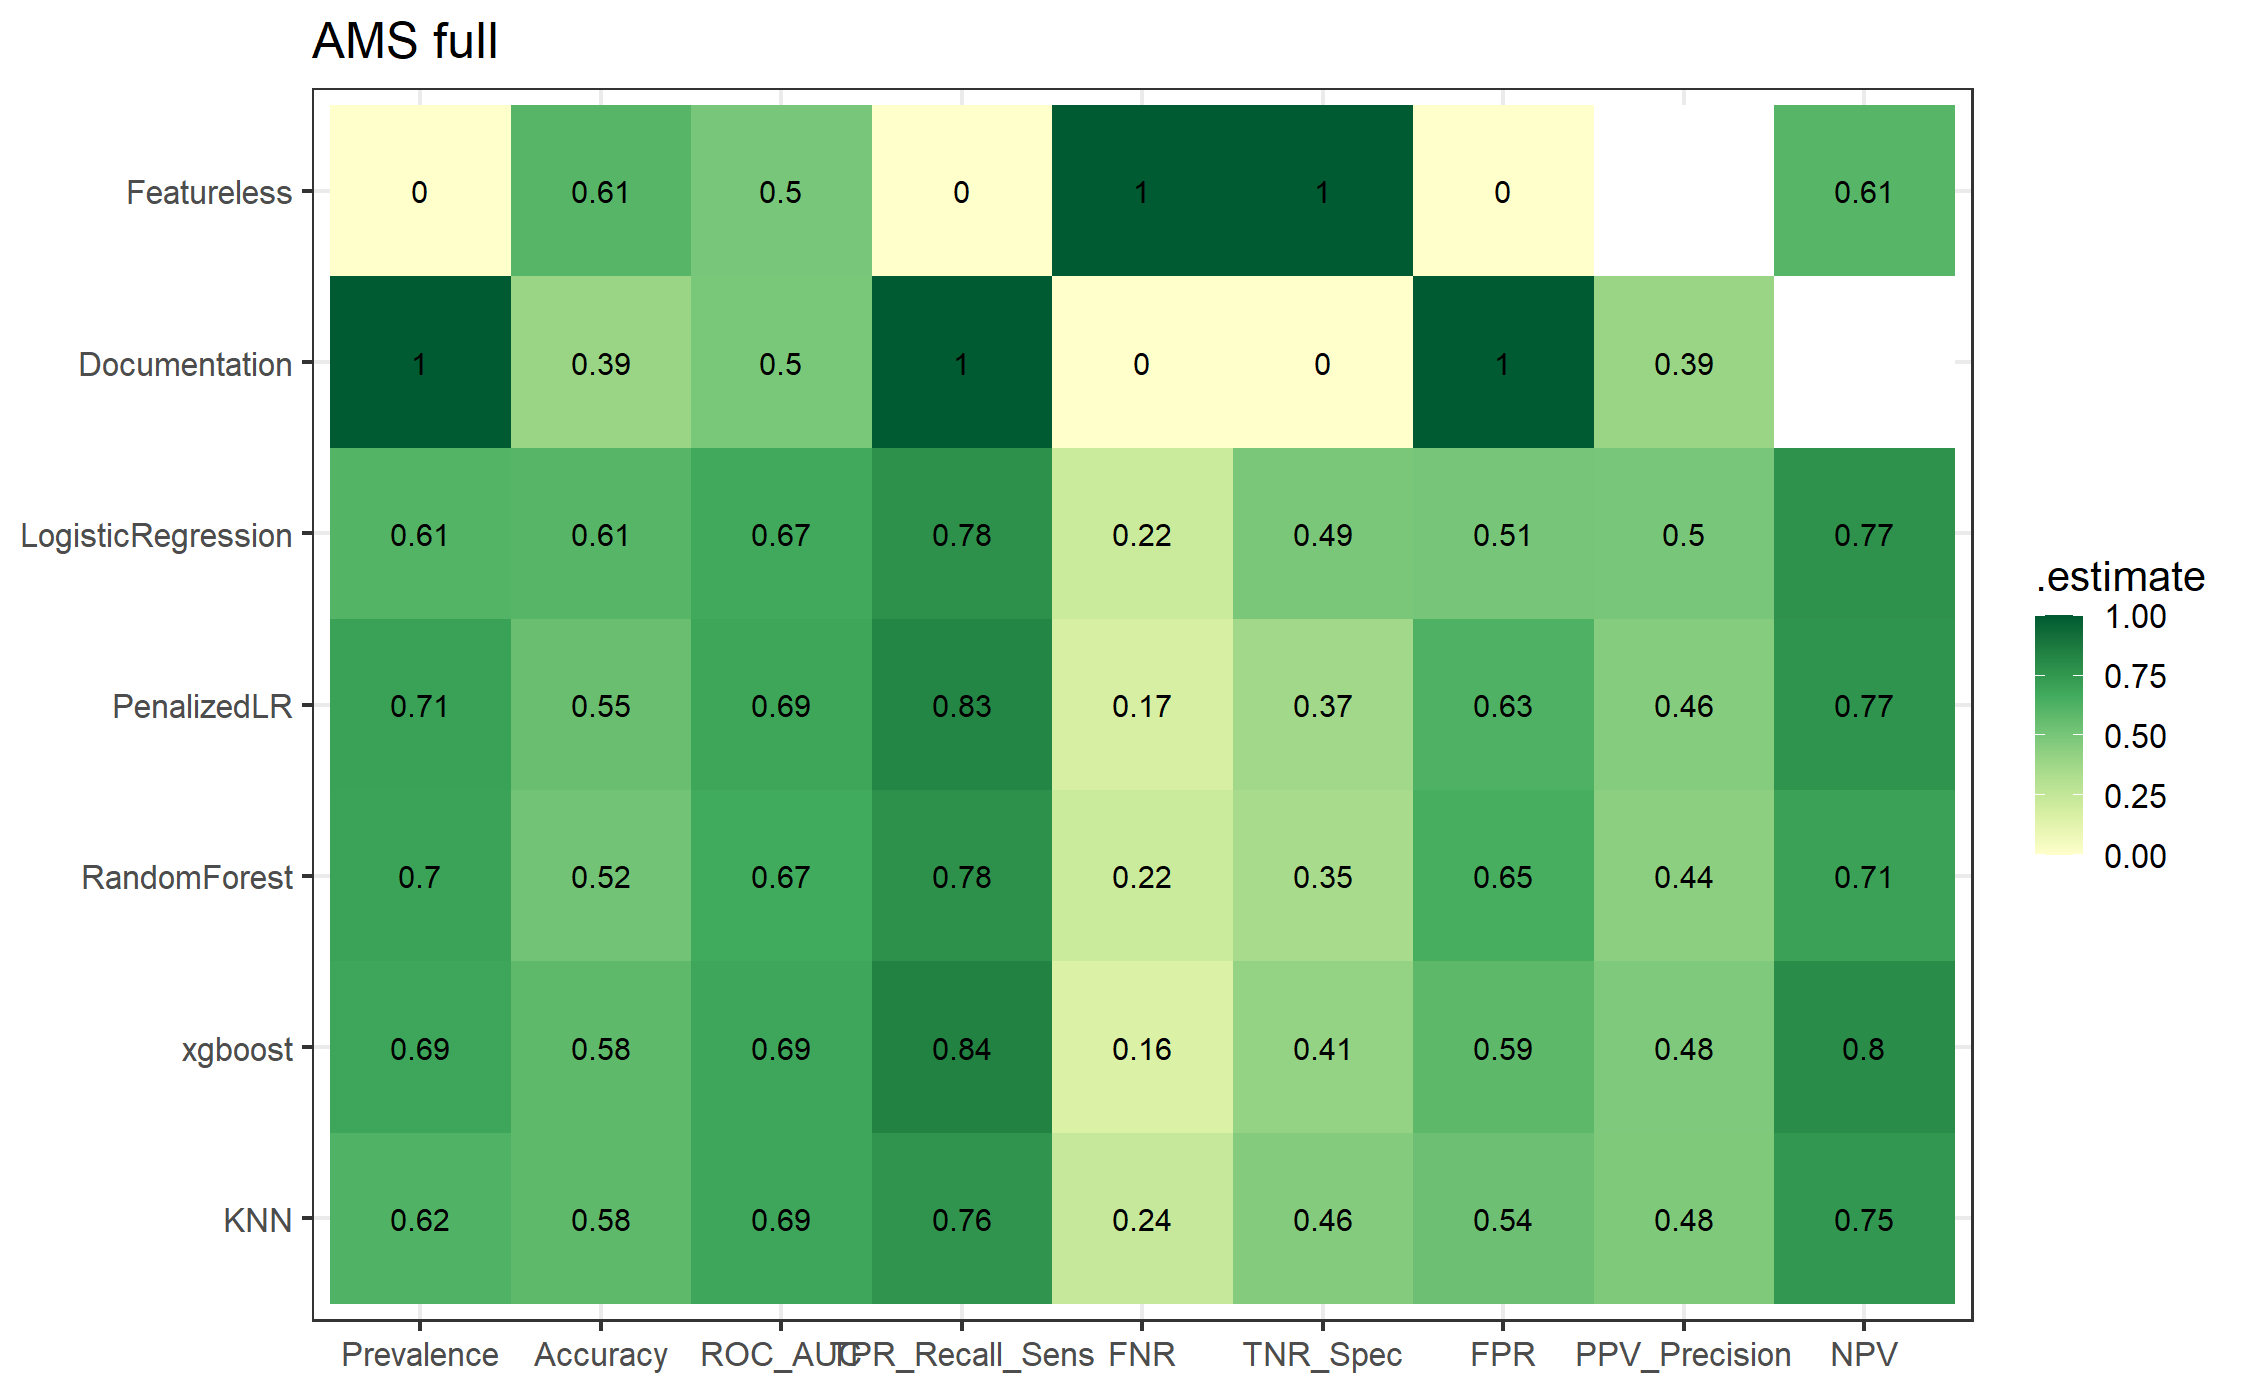 AMS full
Featureless 0 0.61 0.5 0 1 1 0 0.61
Documentation 1 0.39 0.5 1 0 0 1 0.39
LogisticRegression 0.61 0.61 0.67 0.78 0.22 0.49 0.51 0.5 0.77
PenalizedLR 0.71 0.55 0.69 0.83 0.17 0.37 0.63 0.46 0.77
RandomForest 0.7 0.52 0.67 0.78 0.22 0.35 0.65 0.44 0.71
xgboost 0.69 0.58 0.69 0.84 0.16 0.41 0.59 0.48 0.8
KNN 0.62 0.58 0.69 0.76 0.24 0.46 0.54 0.48 0.75
Prevalence Accuracy ROC_AUC TPR_Recall_Sens FNR TNR_Spec FPR PPV_Precision NPV
.estimate
1.00
0.75
0.50
0.25
0.00